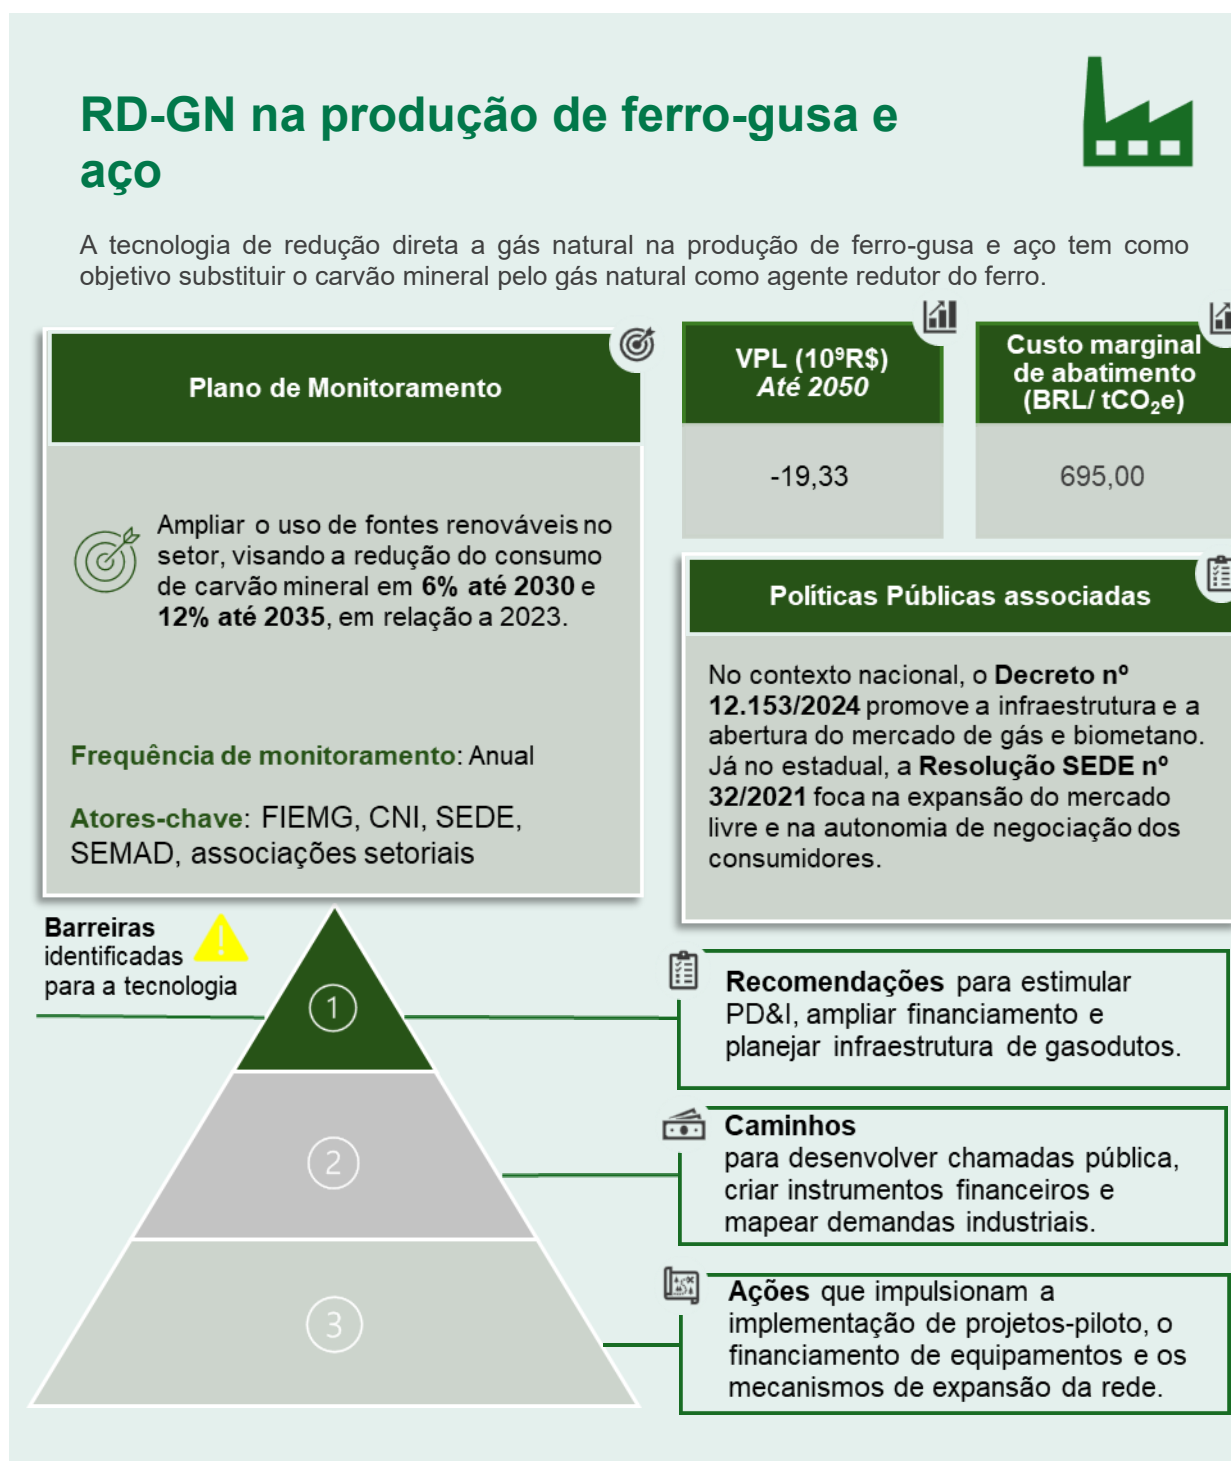 RD-GN na produção de ferro-gusa e
aço
A tecnologia de redução direta a gás natural na produção de ferro-gusa e aço tem como
objetivo substituir o carvão mineral pelo gás natural como agente redutor do ferro.
Plano de Monitoramento
Ampliar o uso de fontes renováveis no
setor, visando a redução do consumo
de carvão mineral em 6% até 2030 e
12% até 2035, em relação a 2023.
Frequência de monitoramento: Anual
Atores-chave: FIEMG, CNI, SEDE,
SEMAD, associações setoriais
VPL (10⁹R$)
Até 2050
-19,33
Custo marginal
de abatimento
(BRL/ tCO₂e)
695,00
Políticas Públicas associadas
No contexto nacional, o Decreto nº
12.153/2024 promove a infraestrutura e a
abertura do mercado de gás e biometano.
Já no estadual, a Resolução SEDE nº
32/2021 foca na expansão do mercado
livre e na autonomia de negociação dos
consumidores.
Barreiras
identificadas
para a tecnologia
1
2
3
Recomendações para estimular
PD&I, ampliar financiamento e
planejar infraestrutura de gasodutos.
Caminhos
para desenvolver chamadas pública,
criar instrumentos financeiros e
mapear demandas industriais.
Ações que impulsionam a
implementação de projetos-piloto, o
financiamento de equipamentos e os
mecanismos de expansão da rede.